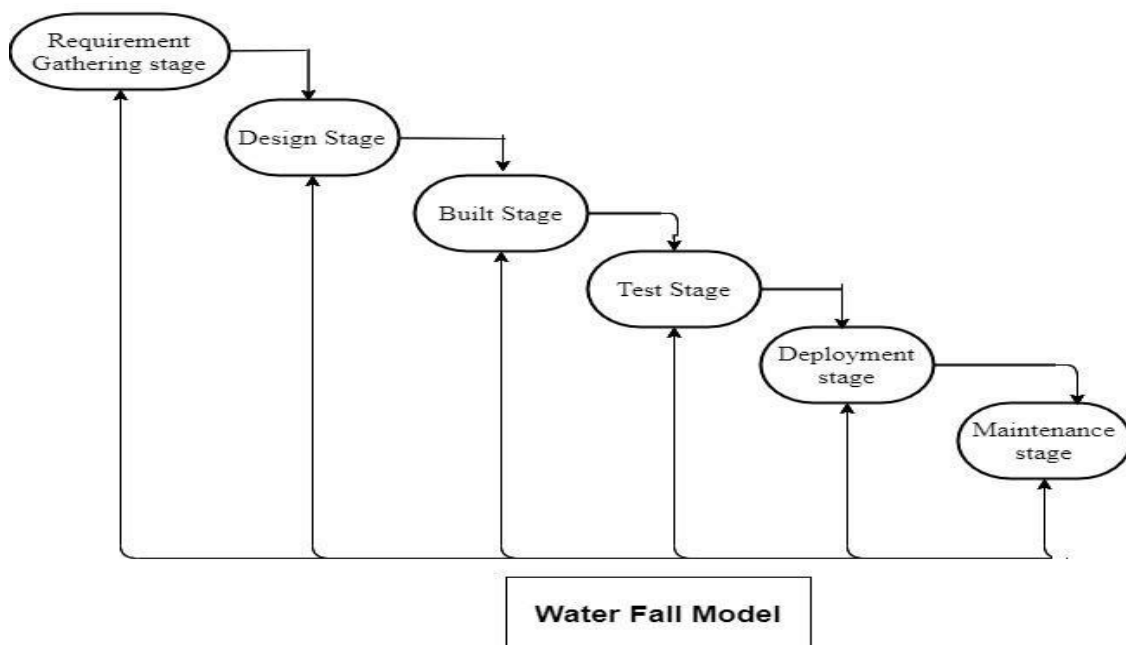 Requirement
Gathering stage
Design Stage
Built Stage
Test Stage
Deployment
stage
Maintenance
stage
Water Fall Model